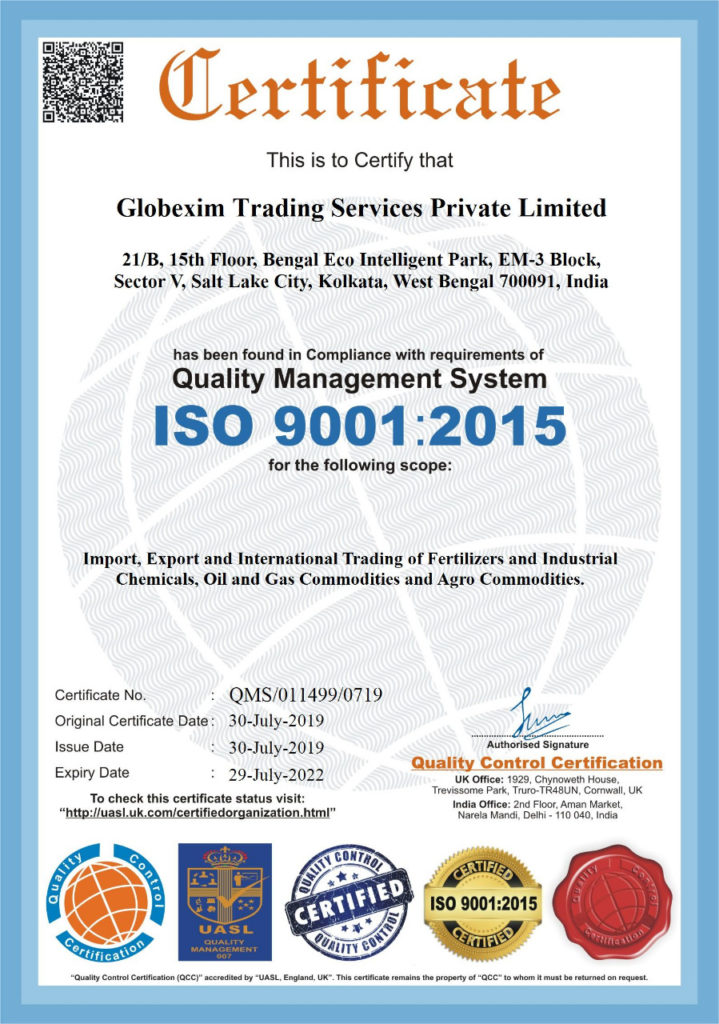 Certificate
This is to Certify that
Globexim Trading Services Private Limited
21/B, 15th Floor, Bengal Eco Intelligent Park, EM-3 Block,
Sector V, Salt Lake City, Kolkata, West Bengal 700091, India
has been found in Compliance with requirements of
Quality Management System
ISO 9001:2015
for the following scope:
Import, Export and International Trading of Fertilizers and Industrial
Chemicals, Oil and Gas Commodities and Agro Commodities.
Certificate No. : QMS/011499/0719
Original Certificate Date : 30-July-2019
Issue Date : 30-July-2019
Expiry Date : 29-July-2022
To check this certificate status visit:
“http://uasl.uk.com/certifiedorganization.html”
Authorised Signature
Quality Control Certification
UK Office: 1929, Chynoweth House,
Trevissome Park, Truro-TR48UN, Cornwall, UK
India Office: 2nd Floor, Aman Market,
Narela Mandi, Delhi - 110 040, India
Quality Control
Certification
UASL
QUALITY
MANAGEMENT
007
QUALITY CONTROL
CERTIFIED
QUALITY CONTROL
CERTIFIED
ISO 9001:2015
CERTIFIED
Quality Control
Certification
“Quality Control Certification (QCC)” accredited by “UASL, England, UK”. This certificate remains the property of “QCC” to whom it must be returned on request.